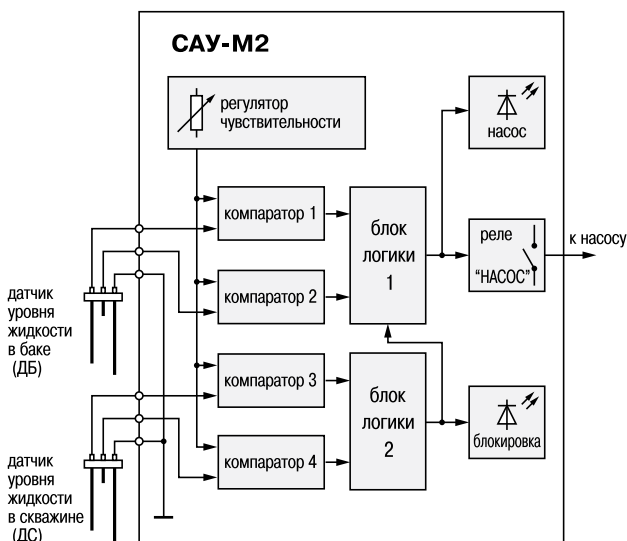 САУ-М2
регулятор
чувствительности
насос
компаратор 1
блок
логики
1
реле
"НАСОС"
к насосу
компаратор 2
датчик
уровня
жидкости
в баке
(ДБ)
компаратор 3
блок
логики
2
блокировка
компаратор 4
датчик
уровня
жидкости
в скважине
(ДС)